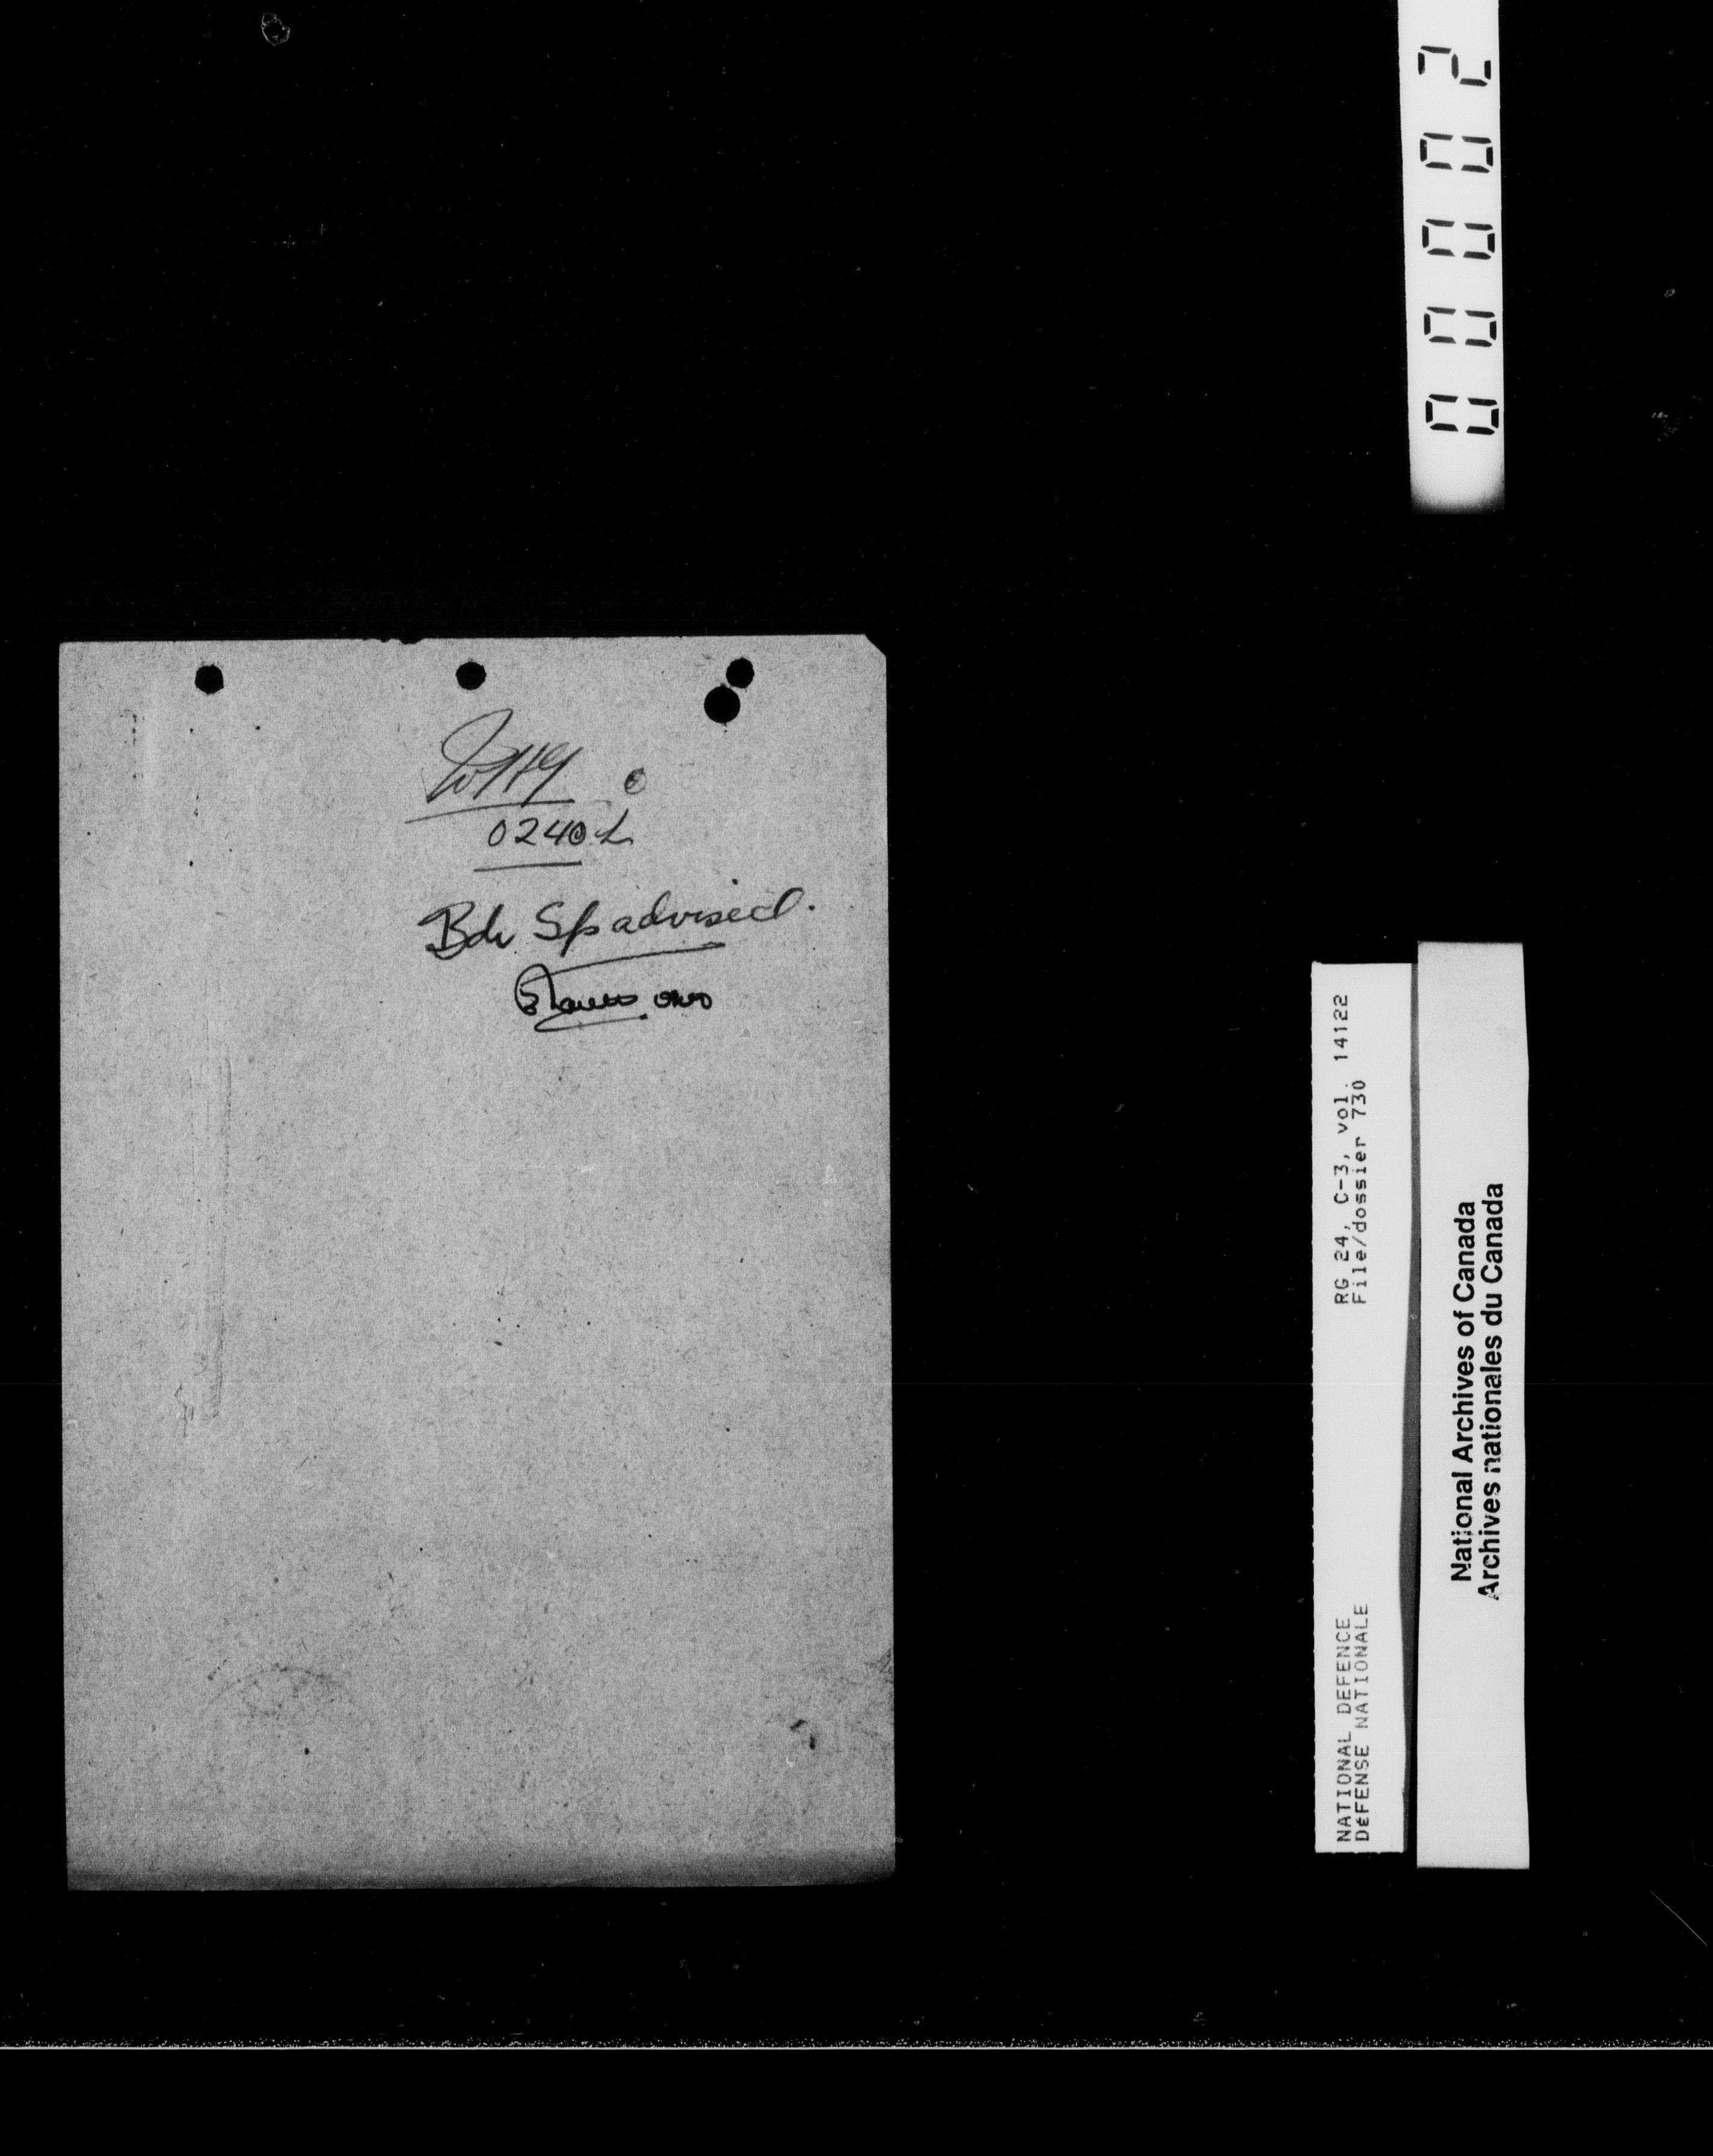 0240 L
Bde Sp advised.
00002
RG 24, C-3, vol. 14122
File/dossier 730
NATIONAL DEFENCE
DéFENSE NATIONALE
National Archives of Canada
Archives nationales du Canada